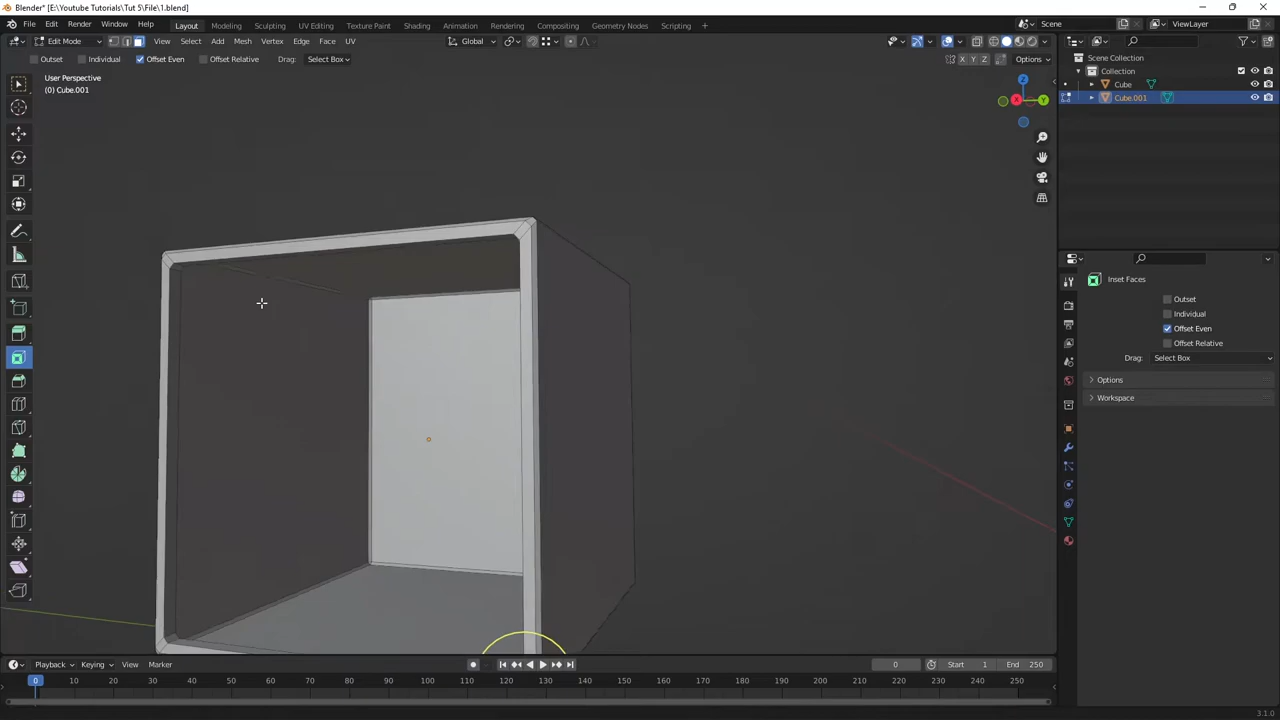 Blender* [E:\Youtube Tutorials\Tut 5\File\1.blend]
File Edit Render Window Help Layout Modeling Sculpting UV Editing Texture Paint Shading Animation Rendering Compositing Geometry Nodes Scripting + Scene ViewLayer
Edit Mode View Select Add Mesh Vertex Edge Face UV Global
Outset Individual Offset Even Offset Relative Drag: Select Box X Y Z Options
User Perspective
(0) Cube.001
Z
X
Y
Scene Collection
Collection
Cube
Cube.001
Inset Faces
Outset
Individual
Offset Even
Offset Relative
Drag: Select Box
Options
Workspace
Playback Keying View Marker 0 Start 1 End 250
0 10 20 30 40 50 60 70 80 90 100 110 120 130 140 150 160 170 180 190 200 210 220 230 240 250
3.1.0